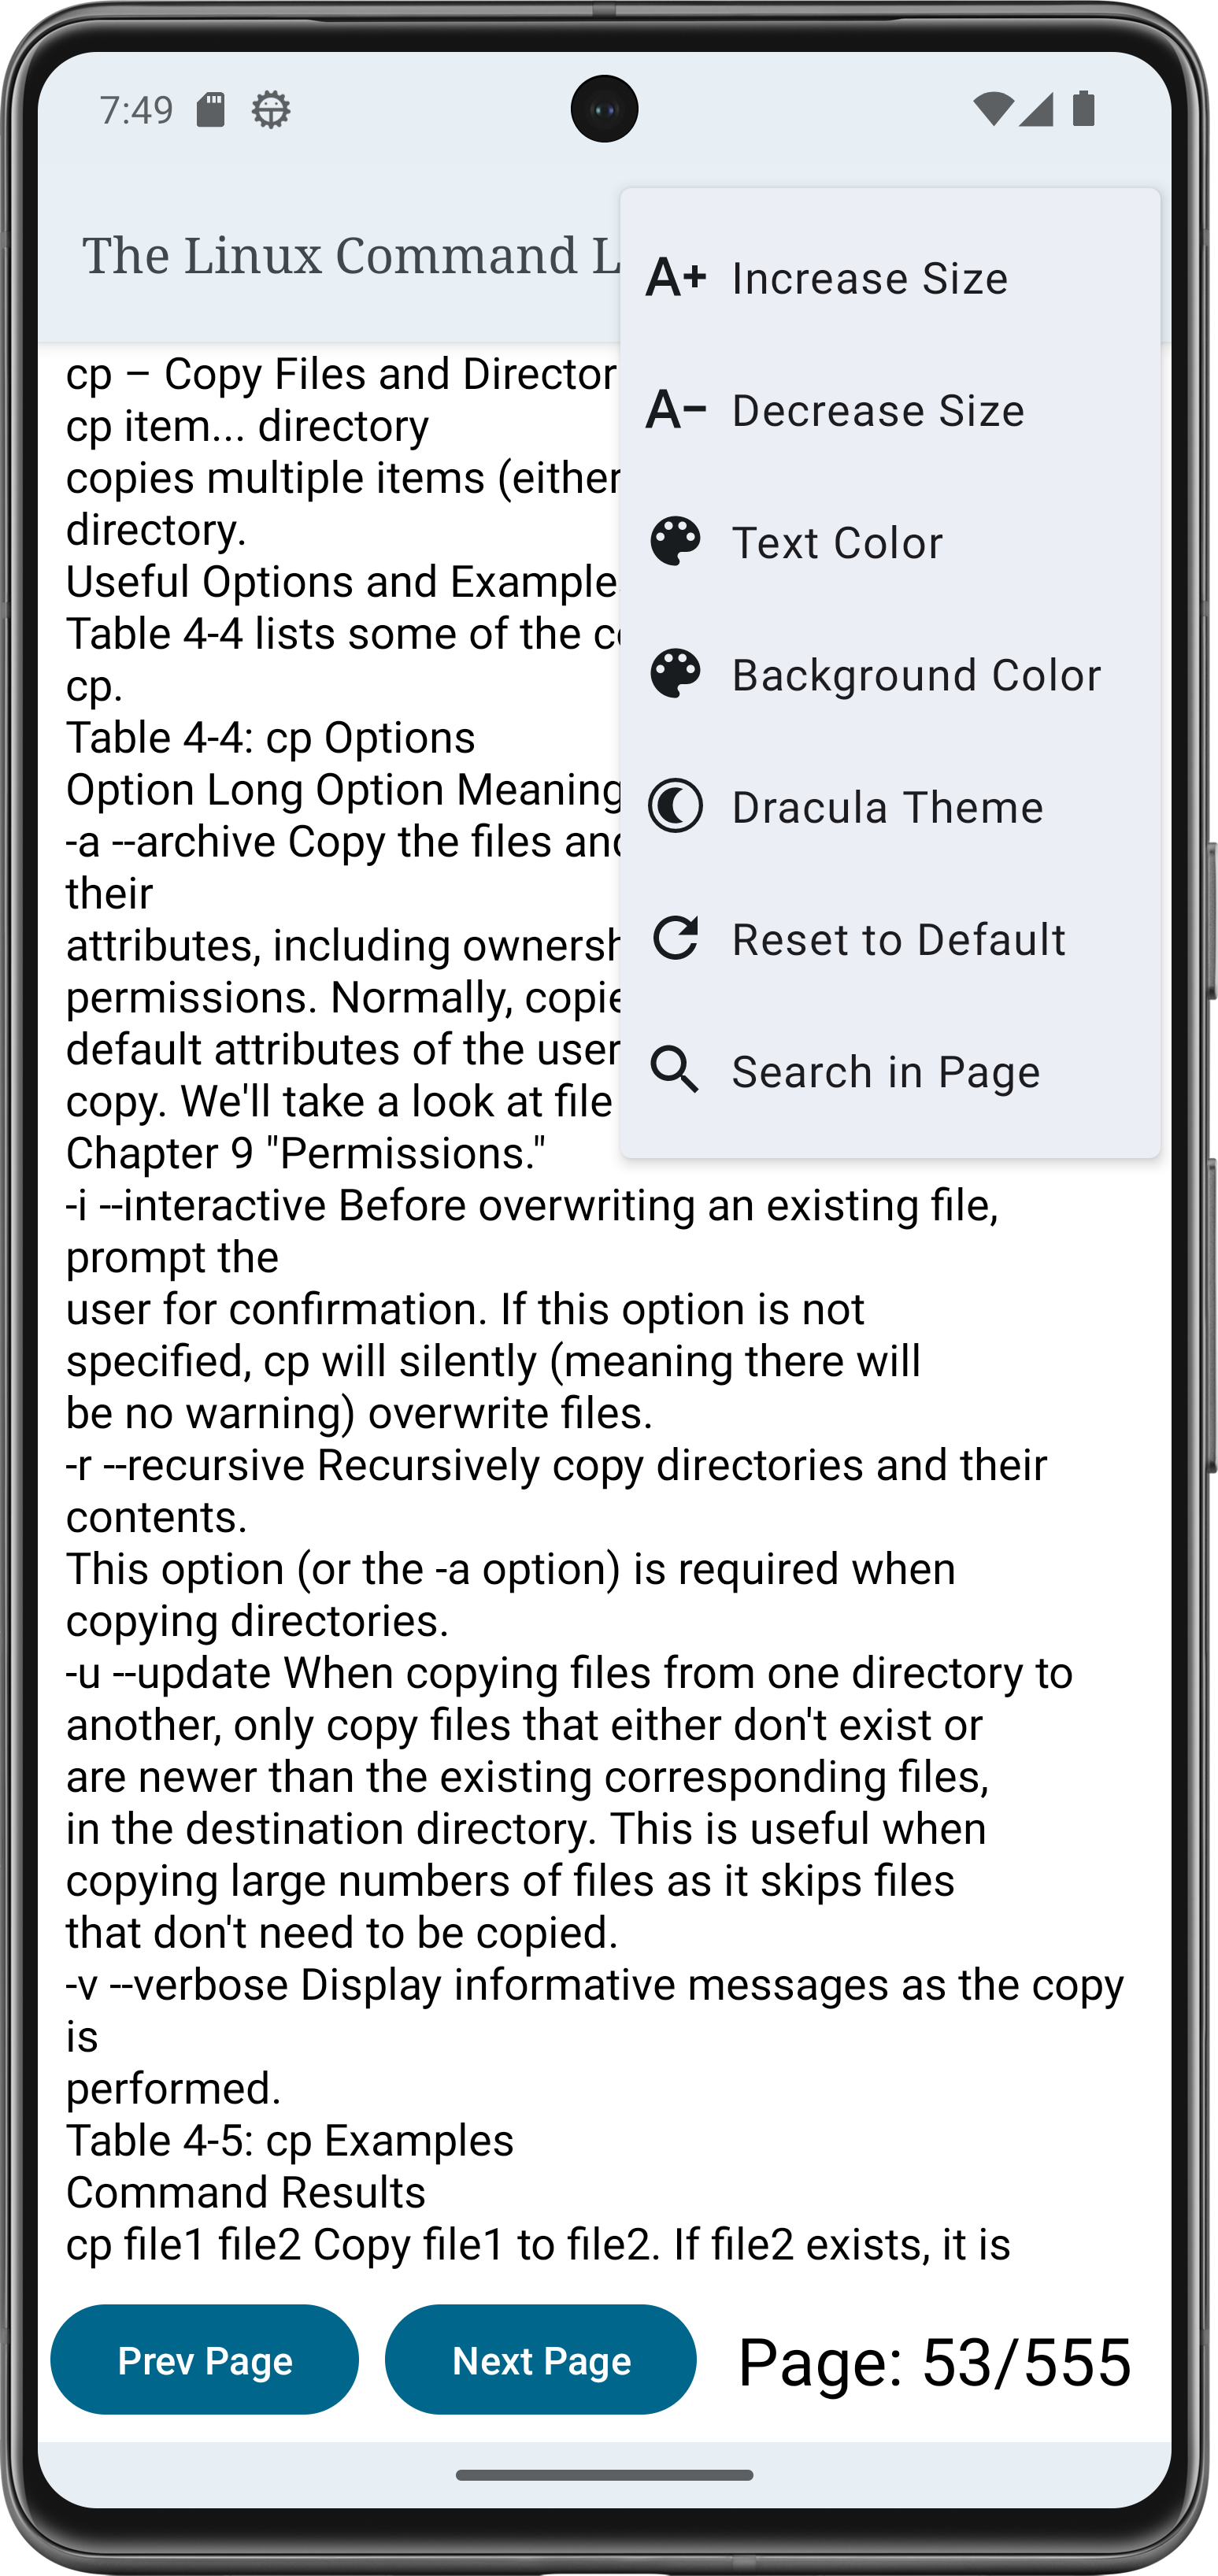 7:49
The Linux Command L
A+ Increase Size
A- Decrease Size
Text Color
Background Color
Dracula Theme
Reset to Default
Search in Page
cp – Copy Files and Director
cp item... directory
copies multiple items (either
directory.
Useful Options and Example
Table 4-4 lists some of the
cp.
Table 4-4: cp Options
Option Long Option Meaning
-a --archive Copy the files and
their
attributes, including ownersh
permissions. Normally, copie
default attributes of the user
copy. We'll take a look at file
Chapter 9 "Permissions."
-i --interactive Before overwriting an existing file,
prompt the
user for confirmation. If this option is not
specified, cp will silently (meaning there will
be no warning) overwrite files.
-r --recursive Recursively copy directories and their
contents.
This option (or the -a option) is required when
copying directories.
-u --update When copying files from one directory to
another, only copy files that either don't exist or
are newer than the existing corresponding files,
in the destination directory. This is useful when
copying large numbers of files as it skips files
that don't need to be copied.
-v --verbose Display informative messages as the copy
is
performed.
Table 4-5: cp Examples
Command Results
cp file1 file2 Copy file1 to file2. If file2 exists, it is
Prev Page
Next Page
Page: 53/555